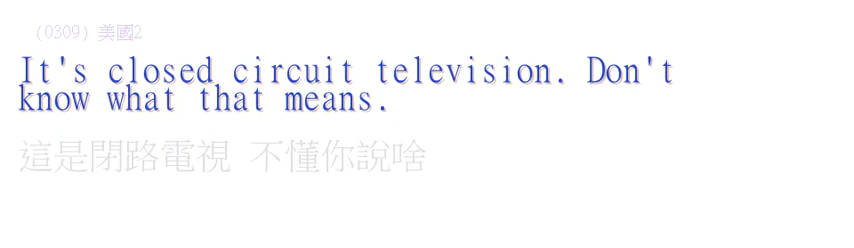 （0309）美國2
It's closed circuit television. Don't
know what that means.
這是閉路電視 不懂你說啥